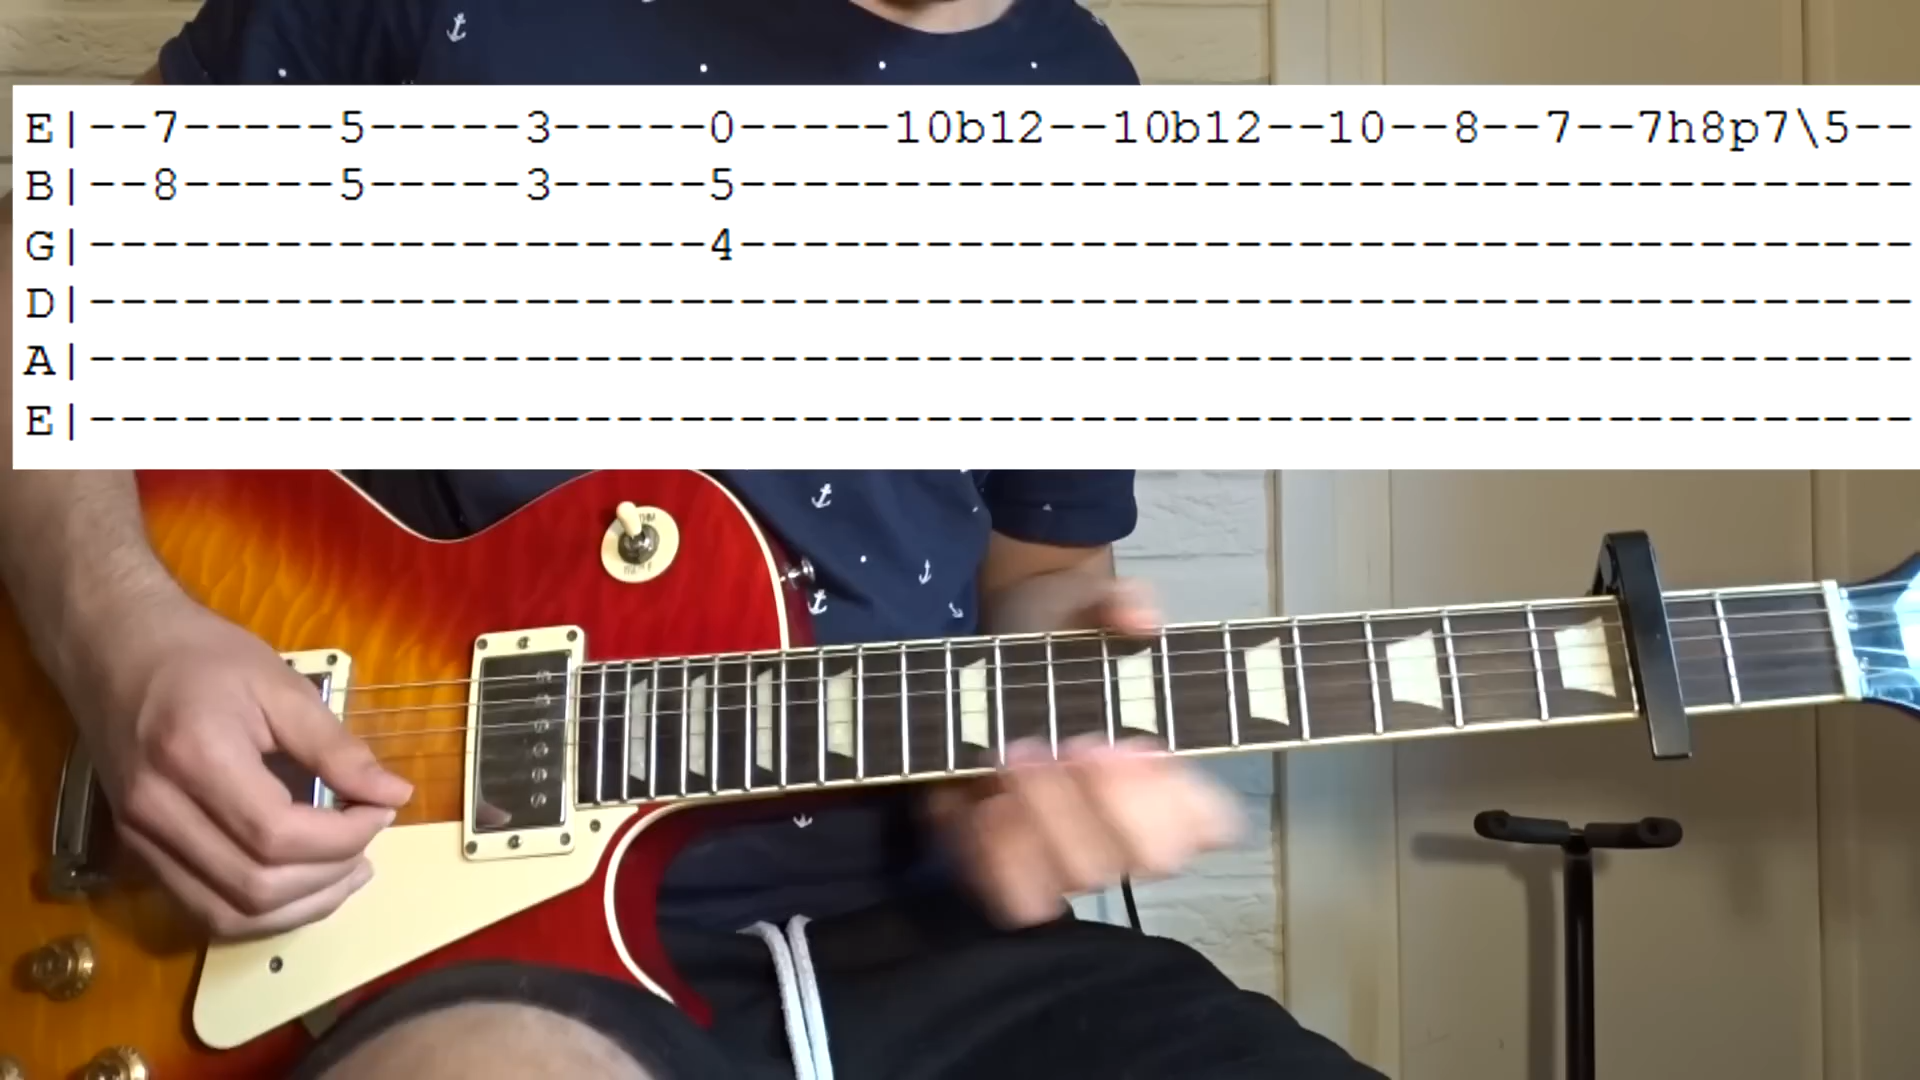 E|--7-----5-----3-----0-----10b12--10b12--10--8--7--7h8p7\5--
B|--8-----5-----3-----5--------------------------------------
G|--------------------4--------------------------------------
D|-----------------------------------------------------------
A|-----------------------------------------------------------
E|-----------------------------------------------------------